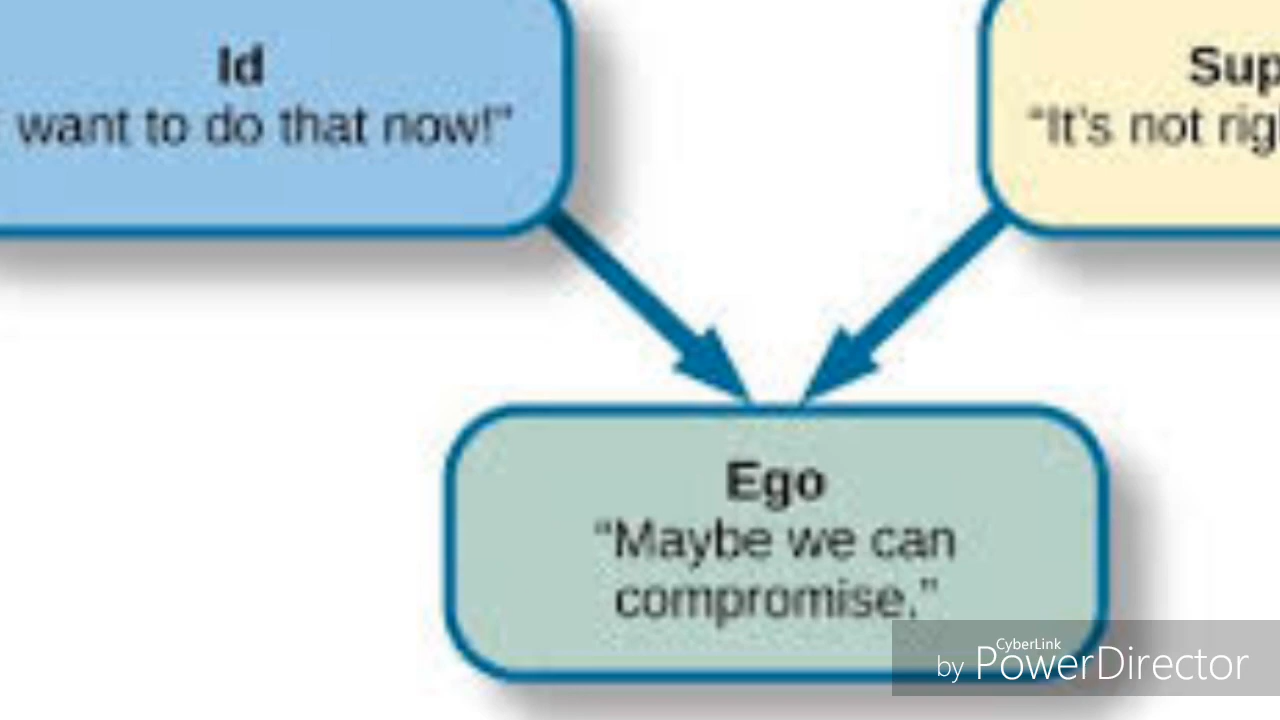 Id
want to do that now!”
Sup
“It’s not rig
Ego
“Maybe we can
compromise.”
CyberLink
by PowerDirector